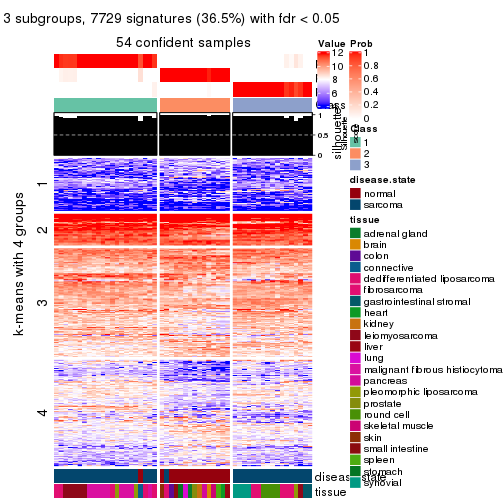 3 subgroups, 7729 signatures (36.5%) with fdr < 0.05
54 confident samples
Value
12
10
8
6
Prob
1
0.8
0.6
0.4
0.2
0
Class
1
2
3
silhouette
1
0.5
0
k-means with 4 groups
1
2
3
4
disease.state
normal
sarcoma
tissue
adrenal gland
brain
colon
connective
dedifferentiated liposarcoma
fibrosarcoma
gastrointestinal stromal
heart
kidney
leiomyosarcoma
liver
lung
malignant fibrous histiocytoma
pancreas
pleomorphic liposarcoma
prostate
round cell
skeletal muscle
skin
small intestine
spleen
stomach
synovial
disease.state
tissue